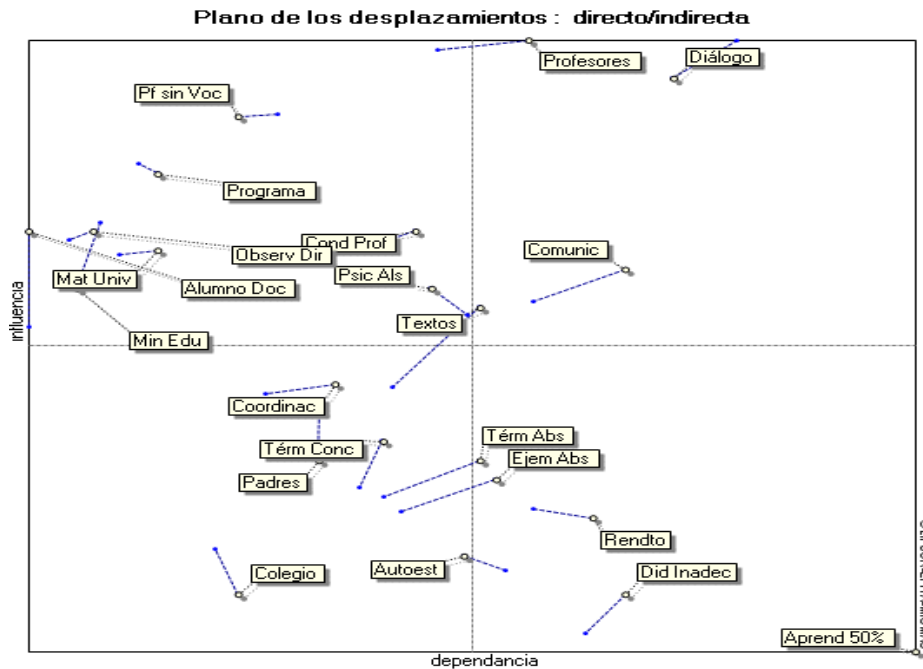 Plano de los desplazamientos : directo/indirecta
Profesores
Diálogo
Pf sin Voc
Programa
Cond Prof
Observ Dir
Comunic
Mat Univ
Alumno Doc
Psic Als
Textos
influencia
Min Edu
Coordinac
Térm Conc
Térm Abs
Ejem Abs
Padres
Rendto
Colegio
Autoest
Did Inadec
Aprend 50%
dependancia